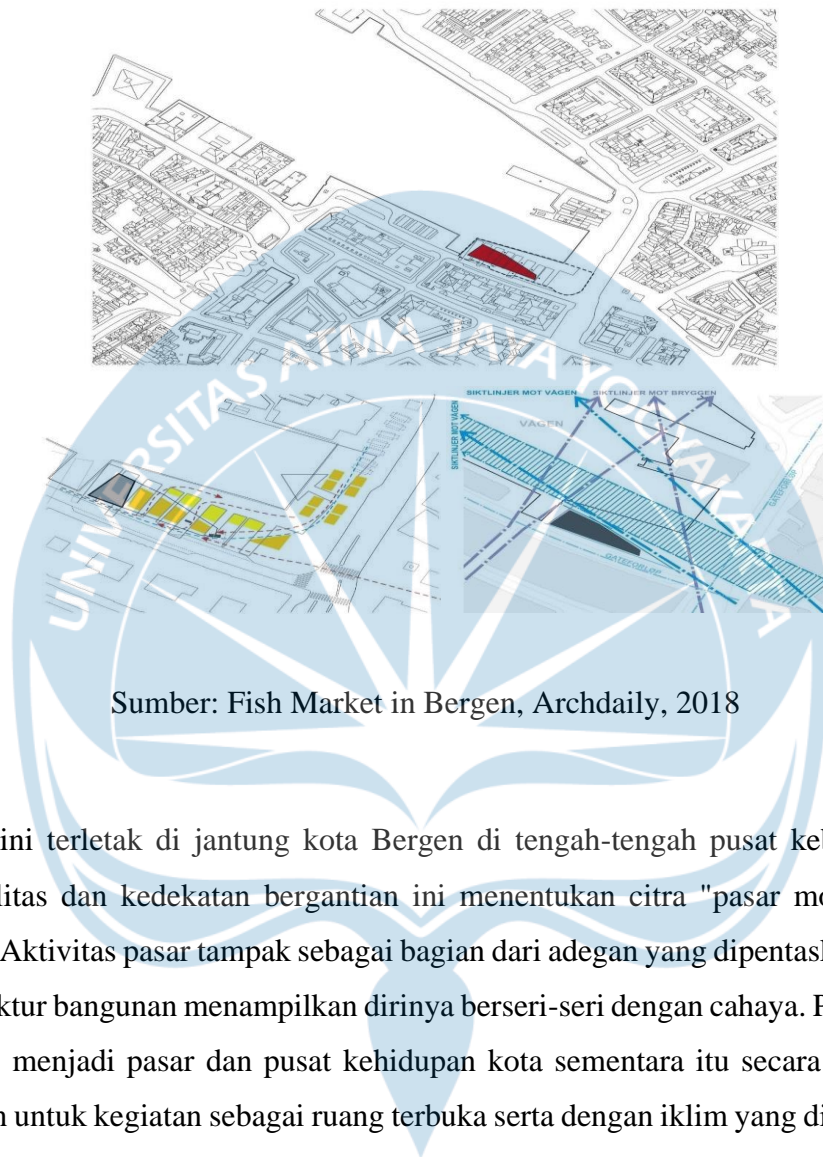 SIKTLINJER MOT VÅGEN
SIKTLINJER MOT BRYGGEN
VÅGEN
SIKTLINJER MOT VÅGEN
GATEFORLØP
GATEFORLØP
UNIVERSITAS ATMA JAYA YOGYAKARTA
Sumber: Fish Market in Bergen, Archdaily, 2018
ini terletak di jantung kota Bergen di tengah-tengah pusat
litas dan kedekatan bergantian ini menentukan citra "pasar
Aktivitas pasar tampak sebagai bagian dari adegan yang
ktur bangunan menampilkan dirinya berseri-seri dengan cahaya.
menjadi pasar dan pusat kehidupan kota sementara itu secara
untuk kegiatan sebagai ruang terbuka serta dengan iklim yang